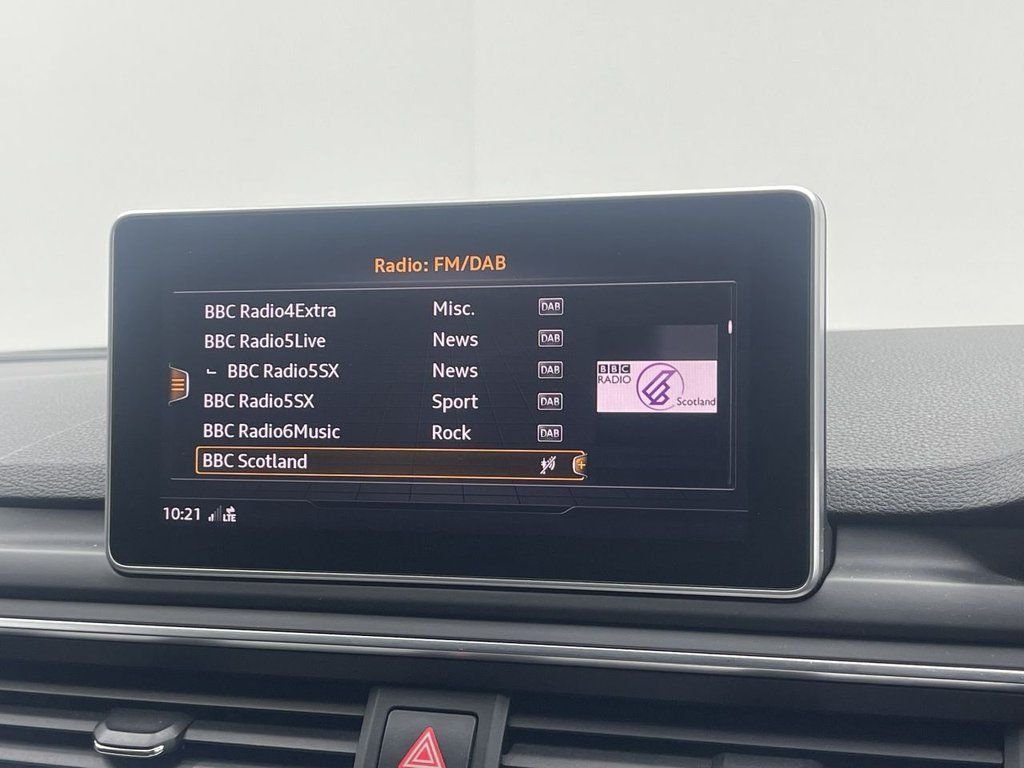 Radio: FM/DAB
BBC Radio4Extra Misc. DAB
BBC Radio5Live News DAB
BBC Radio5SX News DAB
BBC Radio5SX Sport DAB
BBC Radio6Music Rock DAB
BBC Scotland
BBC
RADIO
Scotland
10:21 LTE